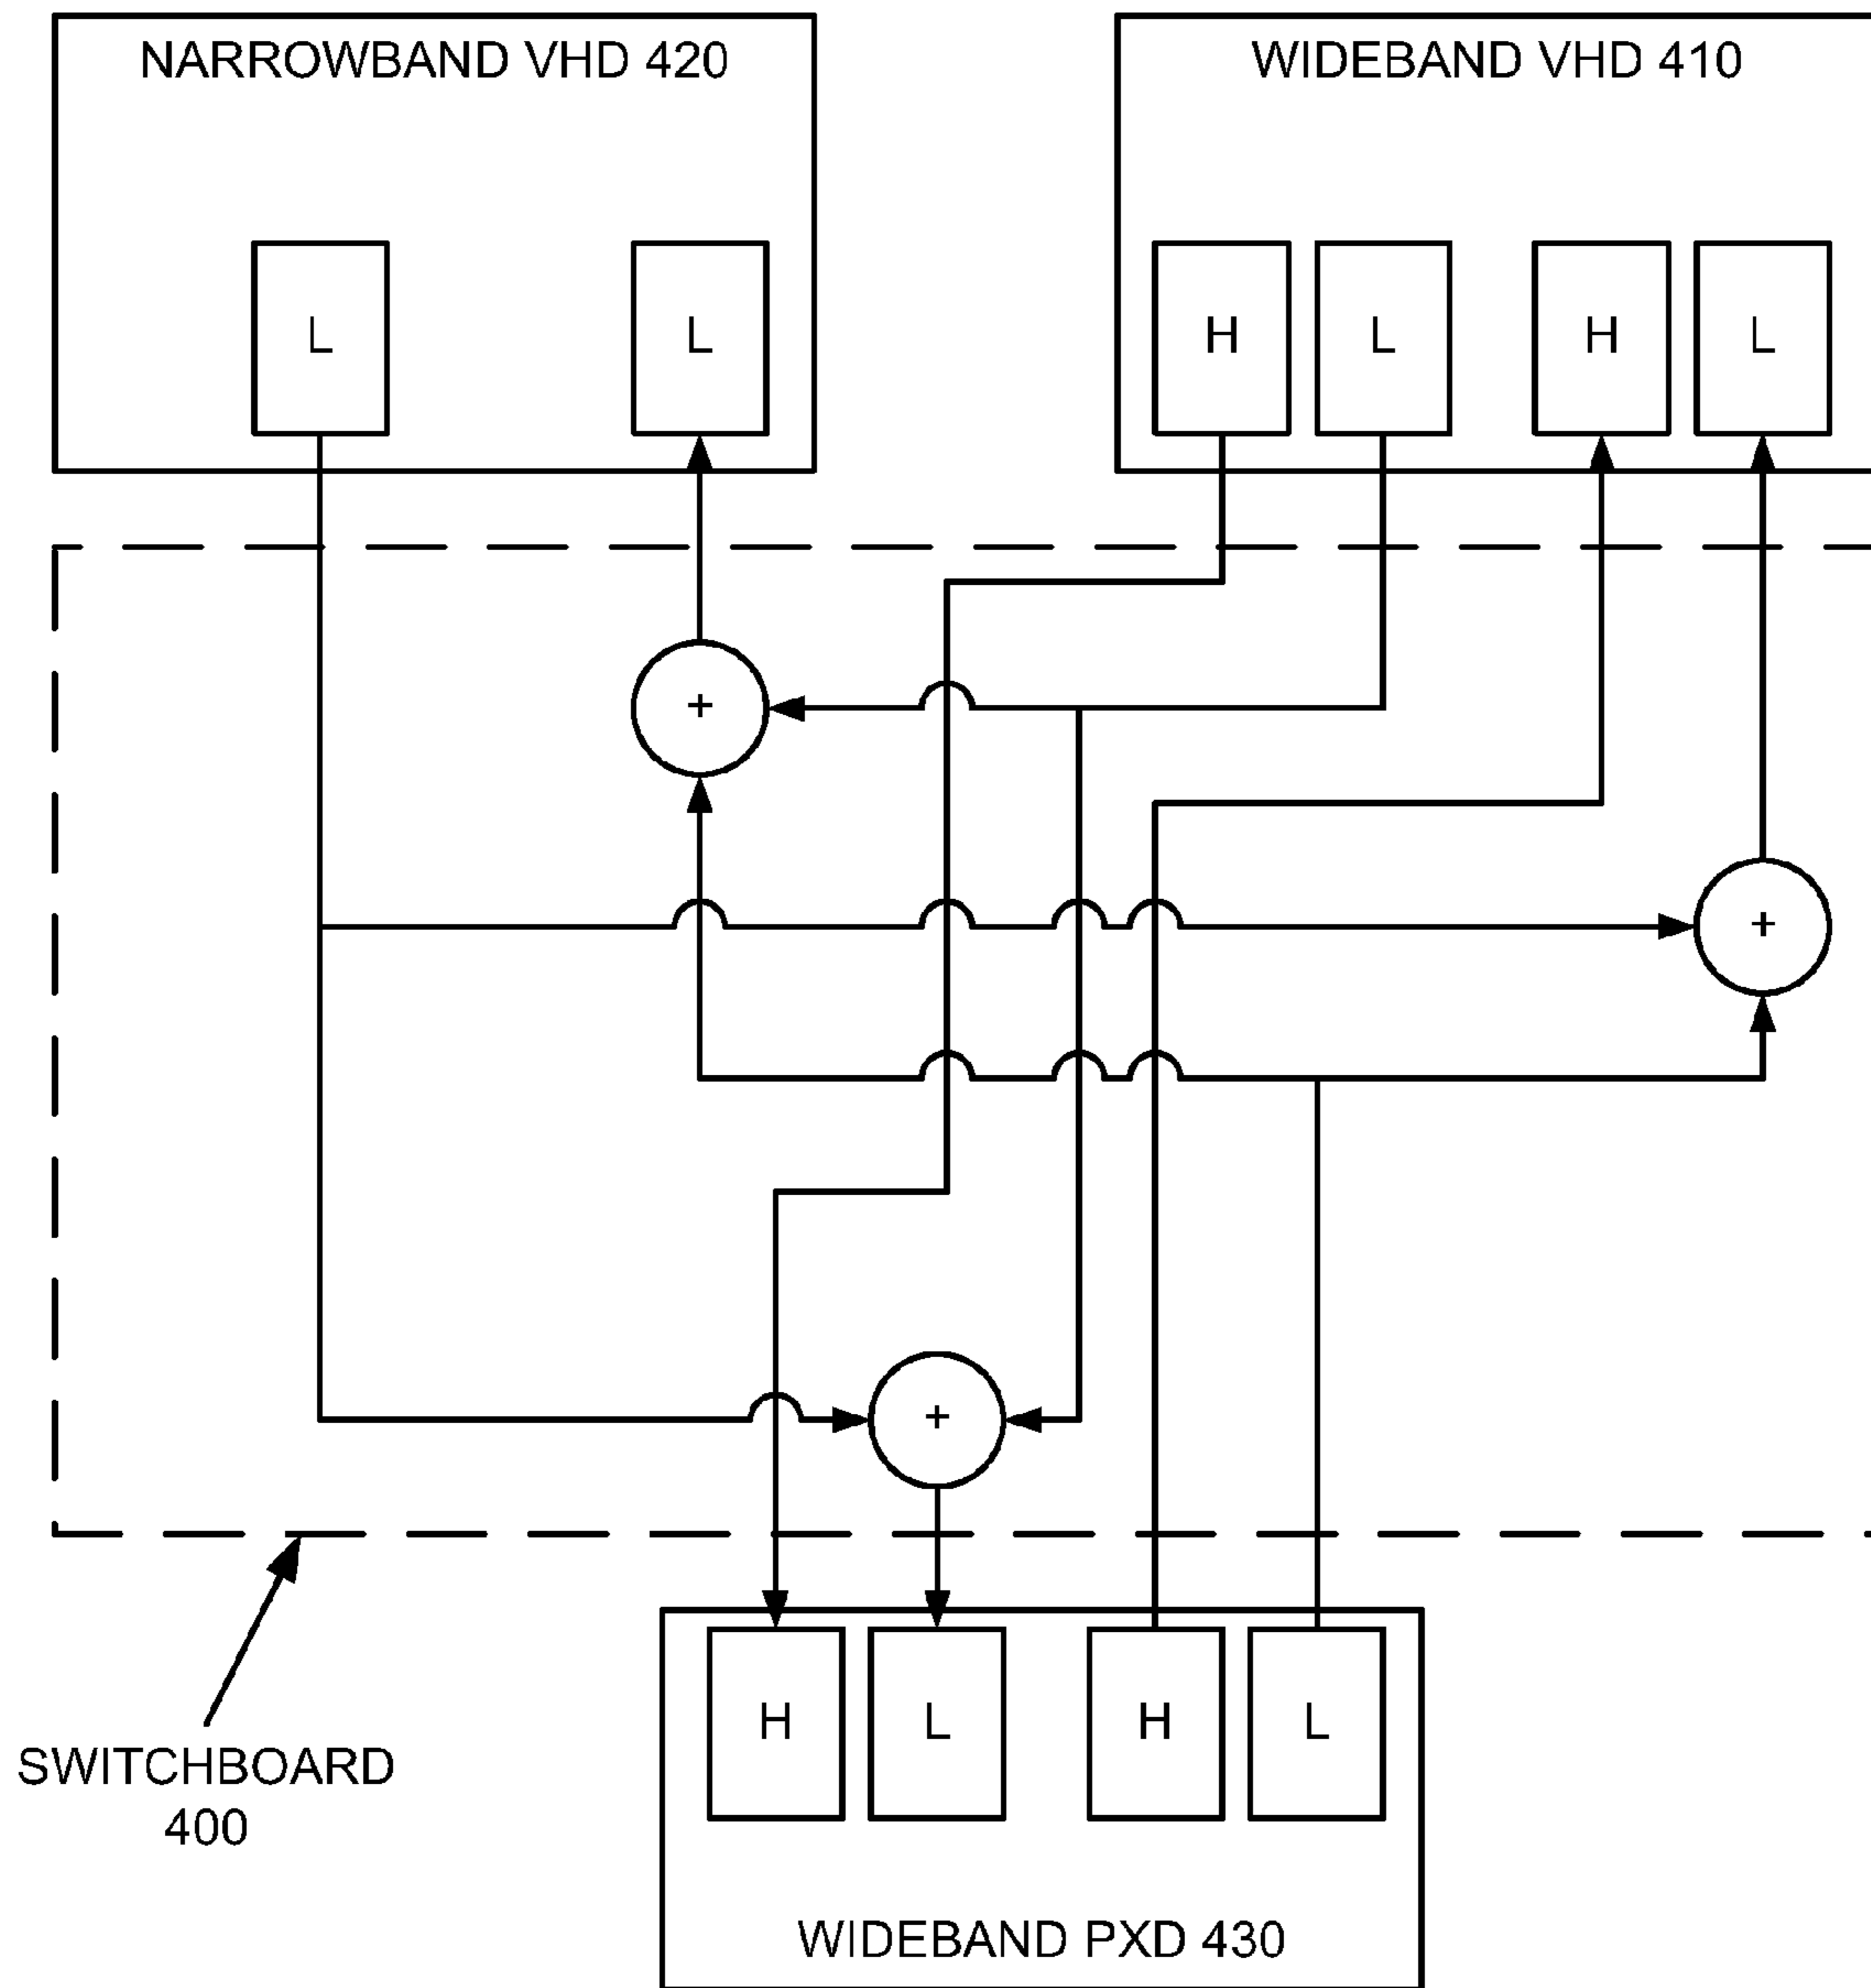 NARROWBAND VHD 420
WIDEBAND VHD 410
L
L
H
L
H
L
+
+
+
H
L
H
L
SWITCHBOARD
400
WIDEBAND PXD 430